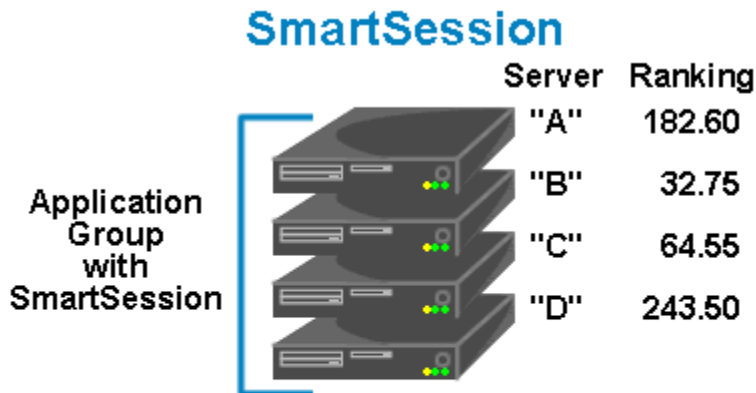 SmartSession
Server Ranking
"A" 182.60
"B" 32.75
"C" 64.55
"D" 243.50
Application
Group
with
SmartSession